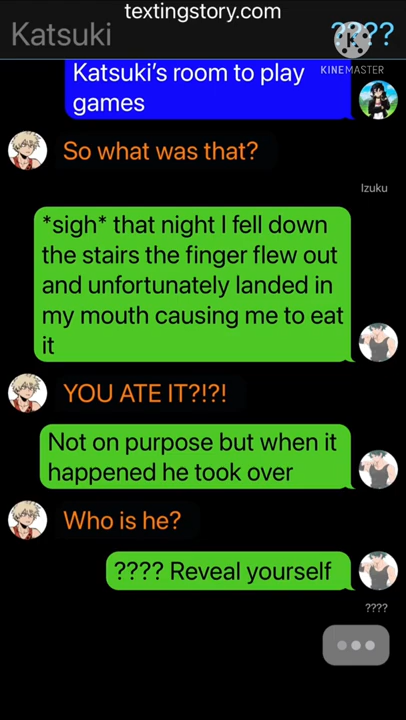 textingstory.com
Katsuki
????
KINEMASTER
Katsuki's room to play
games
So what was that?
Izuku
*sigh* that night I fell down
the stairs the finger flew out
and unfortunately landed in
my mouth causing me to eat
it
YOU ATE IT?!?!
Not on purpose but when it
happened he took over
Who is he?
???? Reveal yourself
????